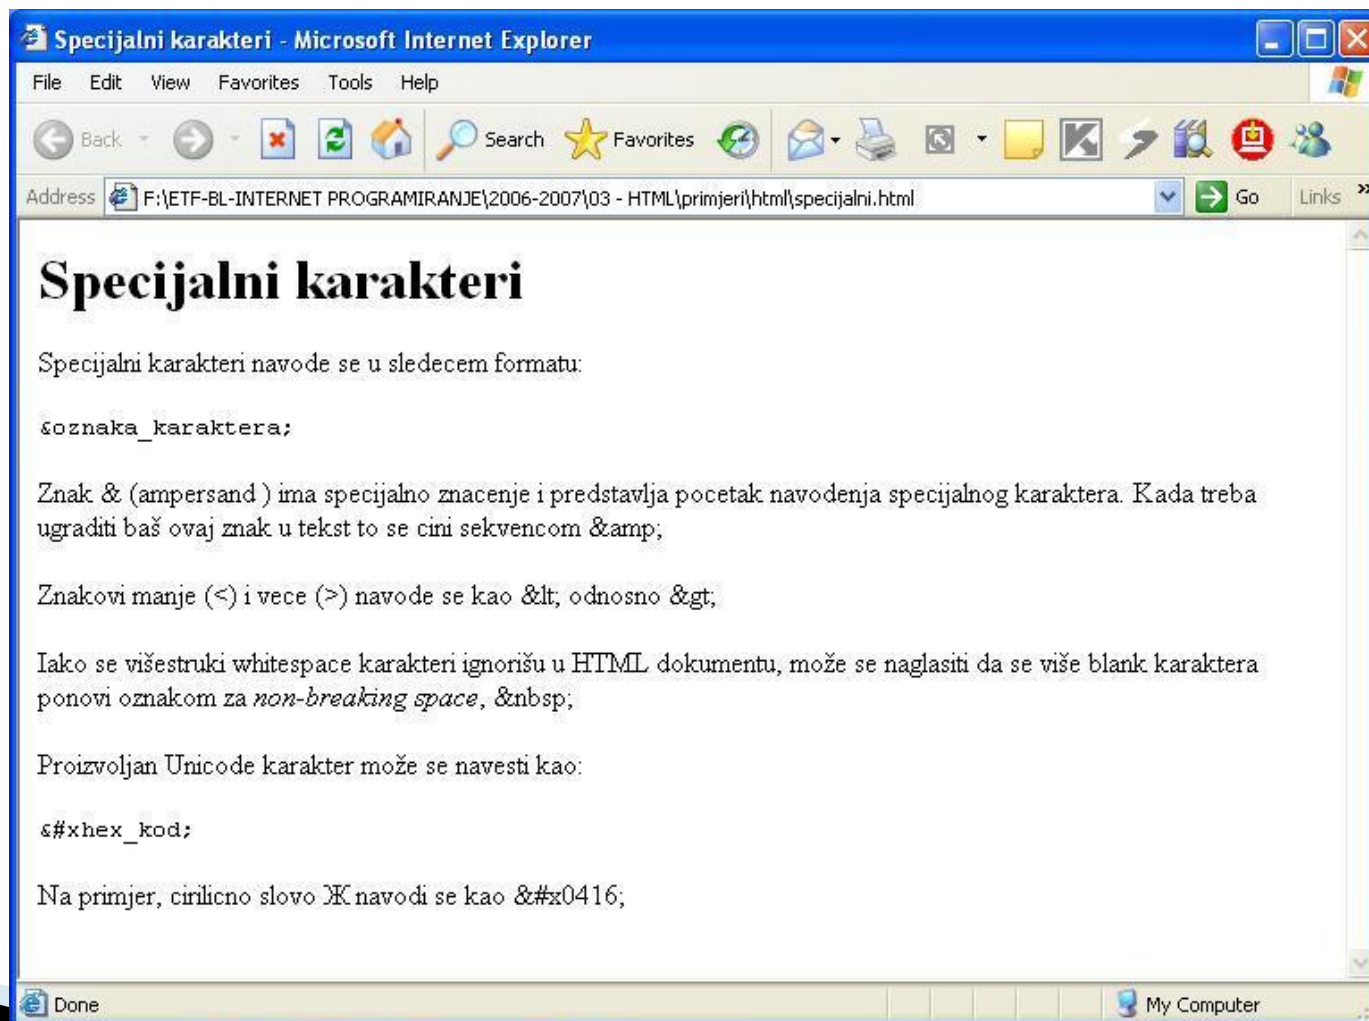 Specijalni karakteri - Microsoft Internet Explorer
File Edit View Favorites Tools Help
Back Search Favorites
Address F:\ETF-BL-INTERNET PROGRAMIRANJE\2006-2007\03 - HTML\primjeri\html\specijalni.html Go Links »
Specijalni karakteri
Specijalni karakteri navode se u sledecem formatu:
&oznaka_karaktera;
Znak & (ampersand ) ima specijalno znacenje i predstavlja pocetak navodenja specijalnog karaktera. Kada treba
ugraditi baš ovaj znak u tekst to se cini sekvencom &amp;
Znakovi manje (<) i vece (>) navode se kao &lt; odnosno &gt;
Iako se višestruki whitespace karakteri ignorišu u HTML dokumentu, može se naglasiti da se više blank karaktera
ponovi oznakom za non-breaking space, &nbsp;
Proizvoljan Unicode karakter može se navesti kao:
&#xhex_kod;
Na primjer, cirilicno slovo Ж navodi se kao &#x0416;
Done My Computer